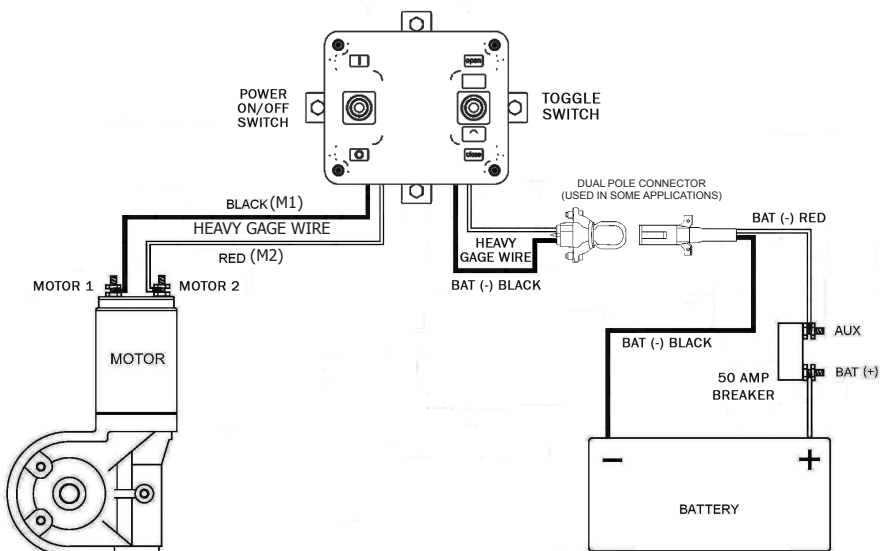 open
POWER
ON/OFF
SWITCH
TOGGLE
SWITCH
close
DUAL POLE CONNECTOR
(USED IN SOME APPLICATIONS)
BLACK (M1)
HEAVY GAGE WIRE
RED (M2)
HEAVY
GAGE WIRE
BAT (-) BLACK
BAT (-) RED
MOTOR 1
MOTOR 2
MOTOR
BAT (-) BLACK
AUX
BAT (+)
50 AMP
BREAKER
BATTERY